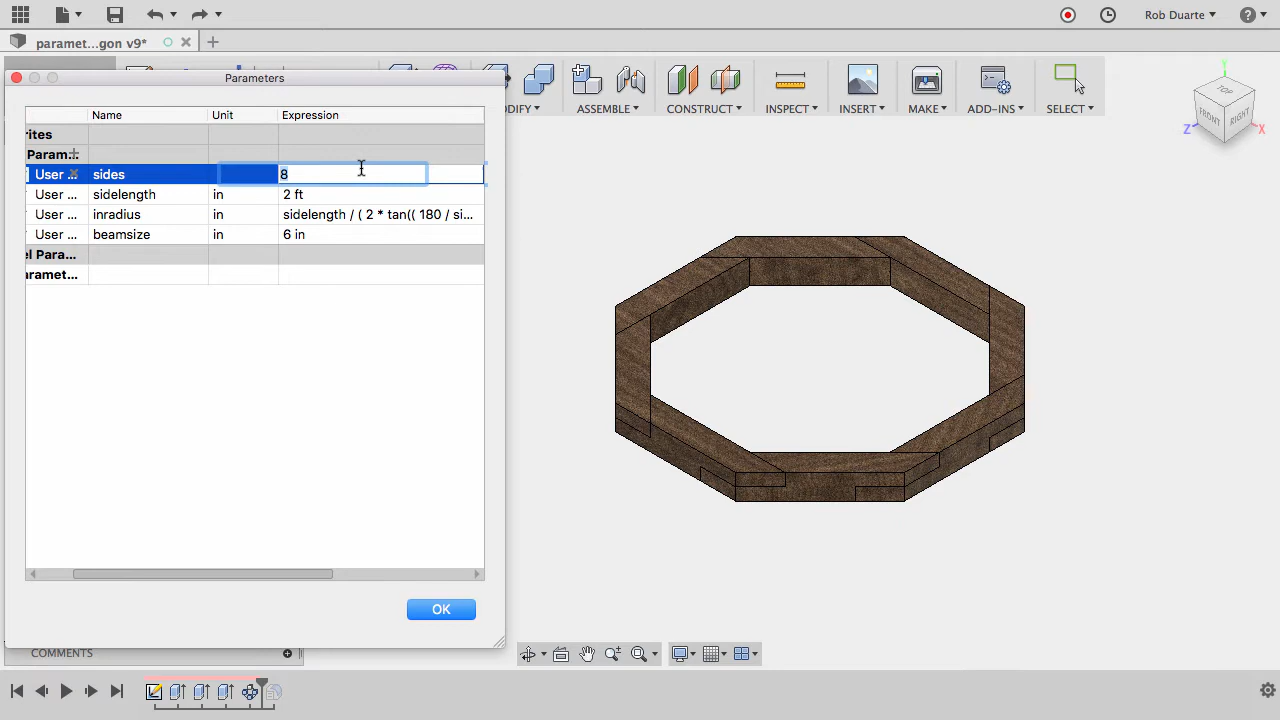 Rob Duarte
paramet...gon v9*
Parameters
ODIFY
ASSEMBLE
CONSTRUCT
INSPECT
INSERT
MAKE
ADD-INS
SELECT
Name Unit Expression
rites
Param...
User ... sides 8
User ... sidelength in 2 ft
User ... inradius in sidelength / ( 2 * tan(( 180 / si...
User ... beamsize in 6 in
el Para...
aramet...
OK
COMMENTS
Y
TOP
FRONT
RIGHT
Z
X